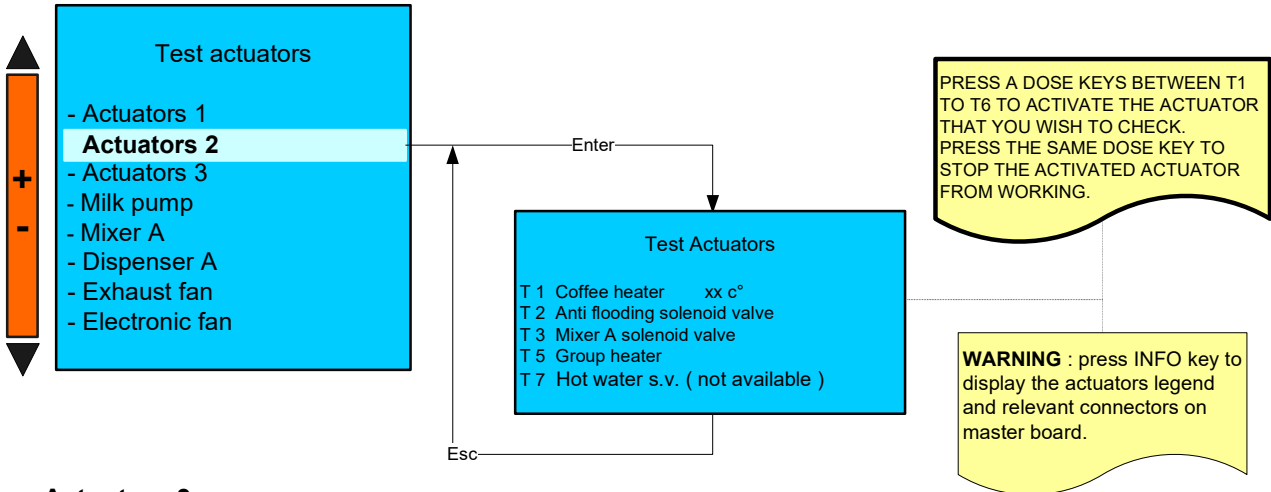 Test actuators
- Actuators 1
Actuators 2
- Actuators 3
- Milk pump
- Mixer A
- Dispenser A
- Exhaust fan
- Electronic fan
+
-
Enter
Esc
Test Actuators
T 1 Coffee heater xx c°
T 2 Anti flooding solenoid valve
T 3 Mixer A solenoid valve
T 5 Group heater
T 7 Hot water s.v. ( not available )
PRESS A DOSE KEYS BETWEEN T1
TO T6 TO ACTIVATE THE ACTUATOR
THAT YOU WISH TO CHECK.
PRESS THE SAME DOSE KEY TO
STOP THE ACTIVATED ACTUATOR
FROM WORKING.
WARNING : press INFO key to
display the actuators legend
and relevant connectors on
master board.